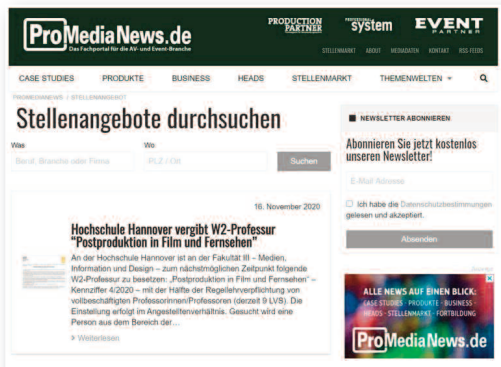 ProMediaNews.de
Das Fachportal für die AV- und Event-Branche
PRODUCTION
PARTNER
PROFESSIONAL
system
EVENT
PARTNER
STELLENMARKT ABOUT MEDIADATEN KONTAKT RSS-FEEDS
CASE STUDIES PRODUKTE BUSINESS HEADS STELLENMARKT THEMENWELTEN
PROMEDIANEWS / STELLENANGEBOT
Stellenangebote durchsuchen
Was Wo
Beruf, Branche oder Firma PLZ / Ort Suchen
16. November 2020
Hochschule Hannover vergibt W2-Professur
“Postproduktion in Film und Fernsehen”
An der Hochschule Hannover ist an der Fakultät III – Medien,
Information und Design – zum nächstmöglichen Zeitpunkt folgende
W2-Professur zu besetzen: „Postproduktion in Film und Fernsehen“ –
Kennziffer 4/2020 – mit der Hälfte der Regellehrverpflichtung von
vollbeschäftigten Professorinnen/Professoren (derzeit 9 LVS). Die
Einstellung erfolgt im Angestelltenverhältnis. Gesucht wird eine
Person aus dem Bereich der…
> Weiterlesen
NEWSLETTER ABONNIEREN
Abonnieren Sie jetzt kostenlos
unseren Newsletter!
E-Mail Adresse
Ich habe die Datenschutzbestimmungen
gelesen und akzeptiert.
Absenden
ALLE NEWS AUF EINEN BLICK:
CASE STUDIES · PRODUKTE · BUSINESS ·
HEADS · STELLENMARKT · FORTBILDUNG
ProMediaNews.de